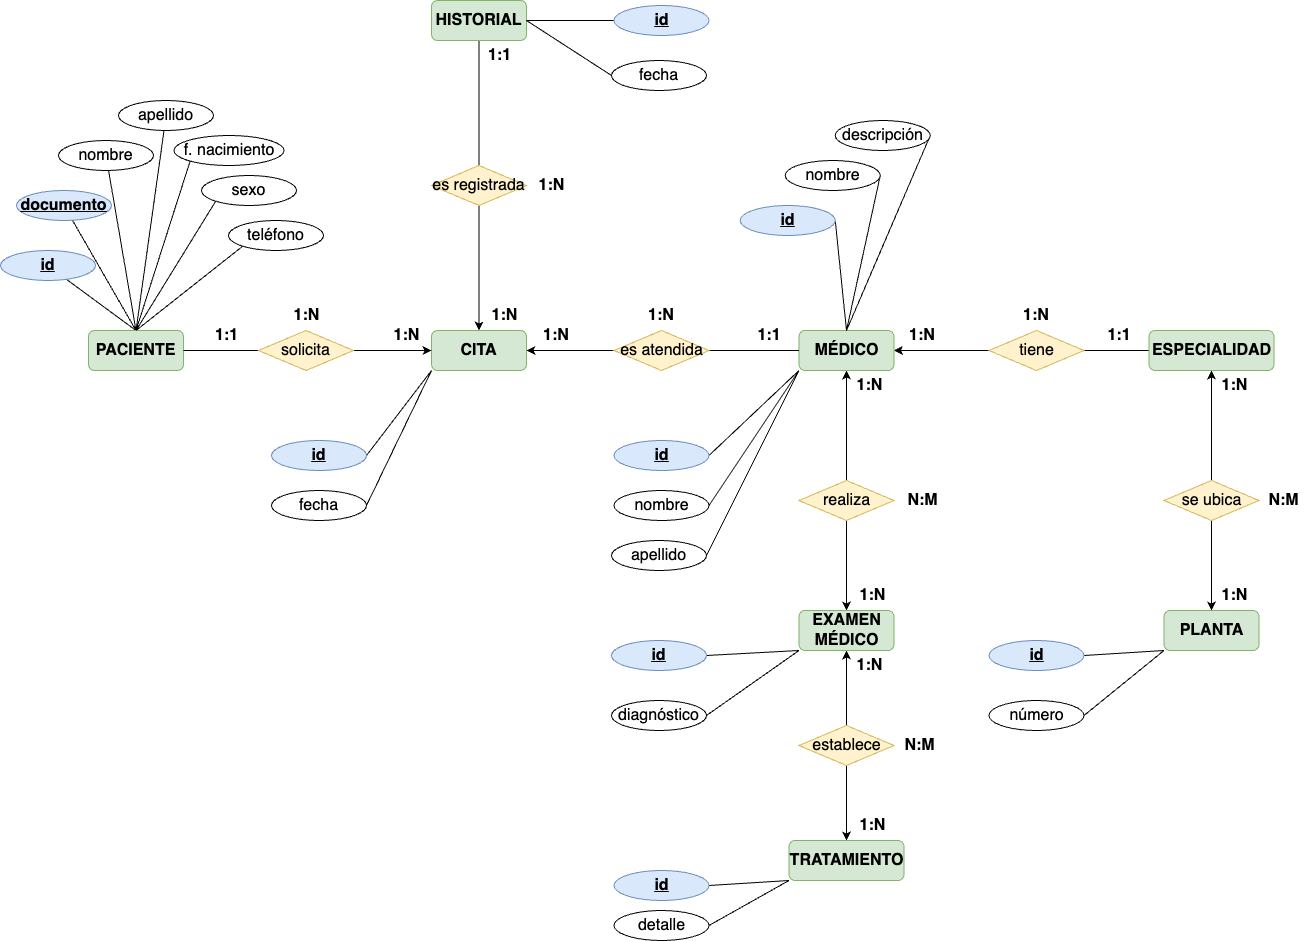 HISTORIAL
id
1:1
fecha
apellido
descripción
nombre
f. nacimiento
nombre
es registrada
1:N
sexo
documento
id
teléfono
id
1:N
1:N
1:N
1:N
PACIENTE
1:1
solicita
1:N
CITA
1:N
es atendida
1:1
MÉDICO
1:N
tiene
1:1
ESPECIALIDAD
1:N
1:N
id
id
fecha
nombre
realiza
N:M
se ubica
N:M
apellido
1:N
1:N
EXAMEN
MÉDICO
PLANTA
id
id
1:N
diagnóstico
número
establece
N:M
1:N
TRATAMIENTO
id
detalle